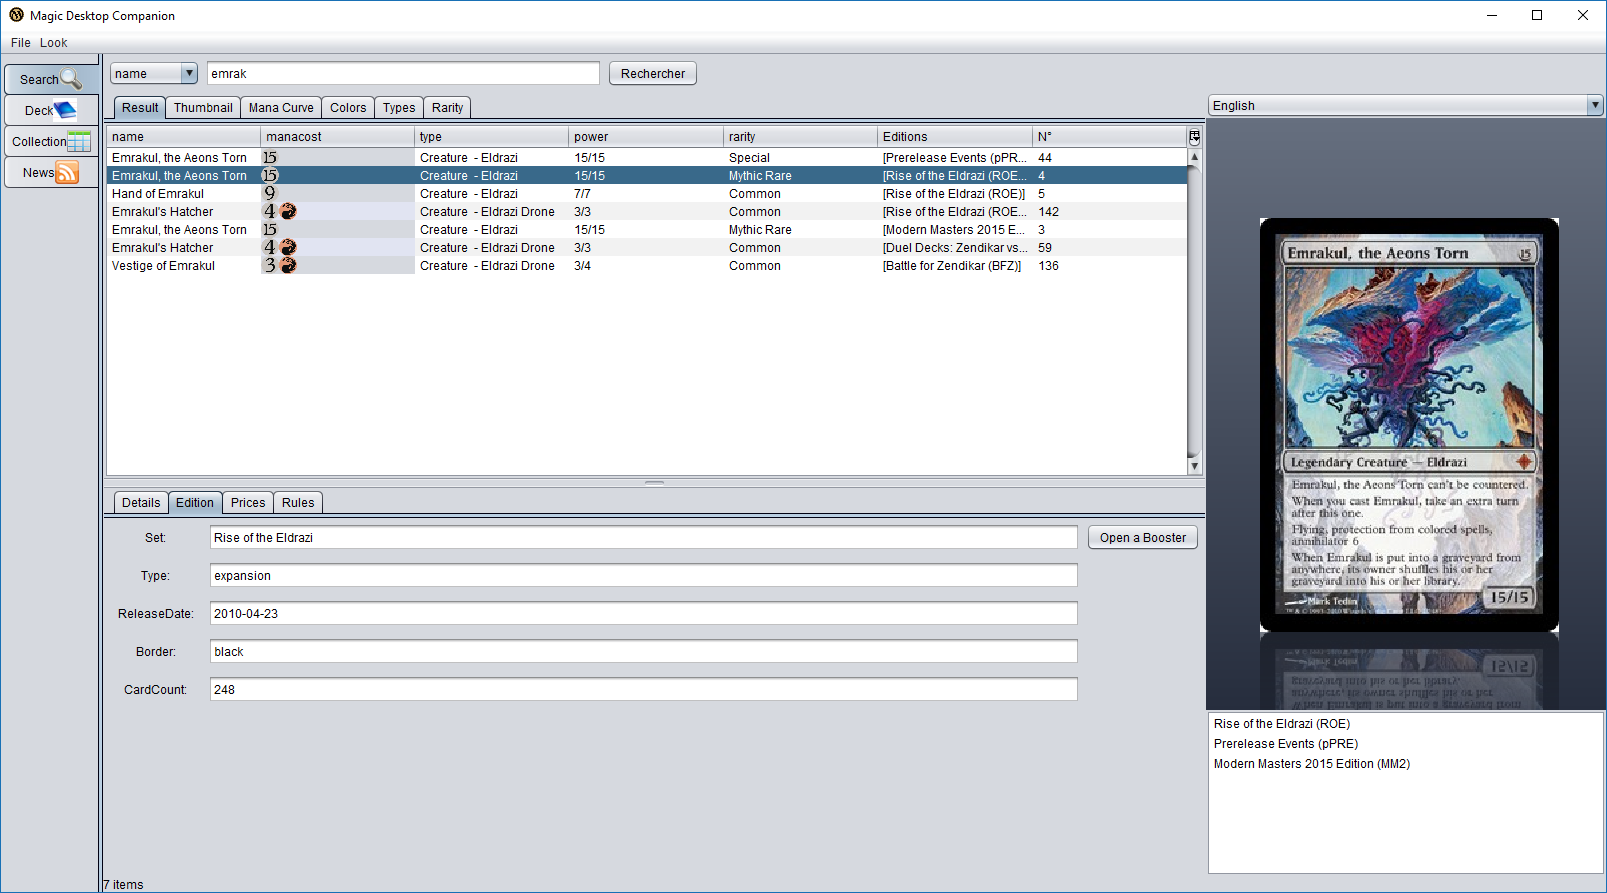 Magic Desktop Companion
File Look
Search
Deck
Collection
News
name emrak Rechercher
Result Thumbnail Mana Curve Colors Types Rarity
name manacost type power rarity Editions N°
Emrakul, the Aeons Torn 15 Creature - Eldrazi 15/15 Special [Prerelease Events (pPR... 44
Emrakul, the Aeons Torn 15 Creature - Eldrazi 15/15 Mythic Rare [Rise of the Eldrazi (ROE... 4
Hand of Emrakul 9 Creature - Eldrazi 7/7 Common [Rise of the Eldrazi (ROE)] 5
Emrakul's Hatcher 4 Creature - Eldrazi Drone 3/3 Common [Rise of the Eldrazi (ROE... 142
Emrakul, the Aeons Torn 15 Creature - Eldrazi 15/15 Mythic Rare [Modern Masters 2015 E... 3
Emrakul's Hatcher 4 Creature - Eldrazi Drone 3/3 Common [Duel Decks: Zendikar vs... 59
Vestige of Emrakul 3 Creature - Eldrazi Drone 3/4 Common [Battle for Zendikar (BFZ)] 136
Details Edition Prices Rules
Set: Rise of the Eldrazi Open a Booster
Type: expansion
ReleaseDate: 2010-04-23
Border: black
CardCount: 248
7 items
English
Emrakul, the Aeons Torn 15
Legendary Creature — Eldrazi
Emrakul, the Aeons Torn can't be countered.
When you cast Emrakul, take an extra turn
after this one.
Flying, protection from colored spells,
annihilator 6
When Emrakul is put into a graveyard from
anywhere, its owner shuffles his or her
graveyard into his or her library.
Mark Tedin
15/15
Rise of the Eldrazi (ROE)
Prerelease Events (pPRE)
Modern Masters 2015 Edition (MM2)